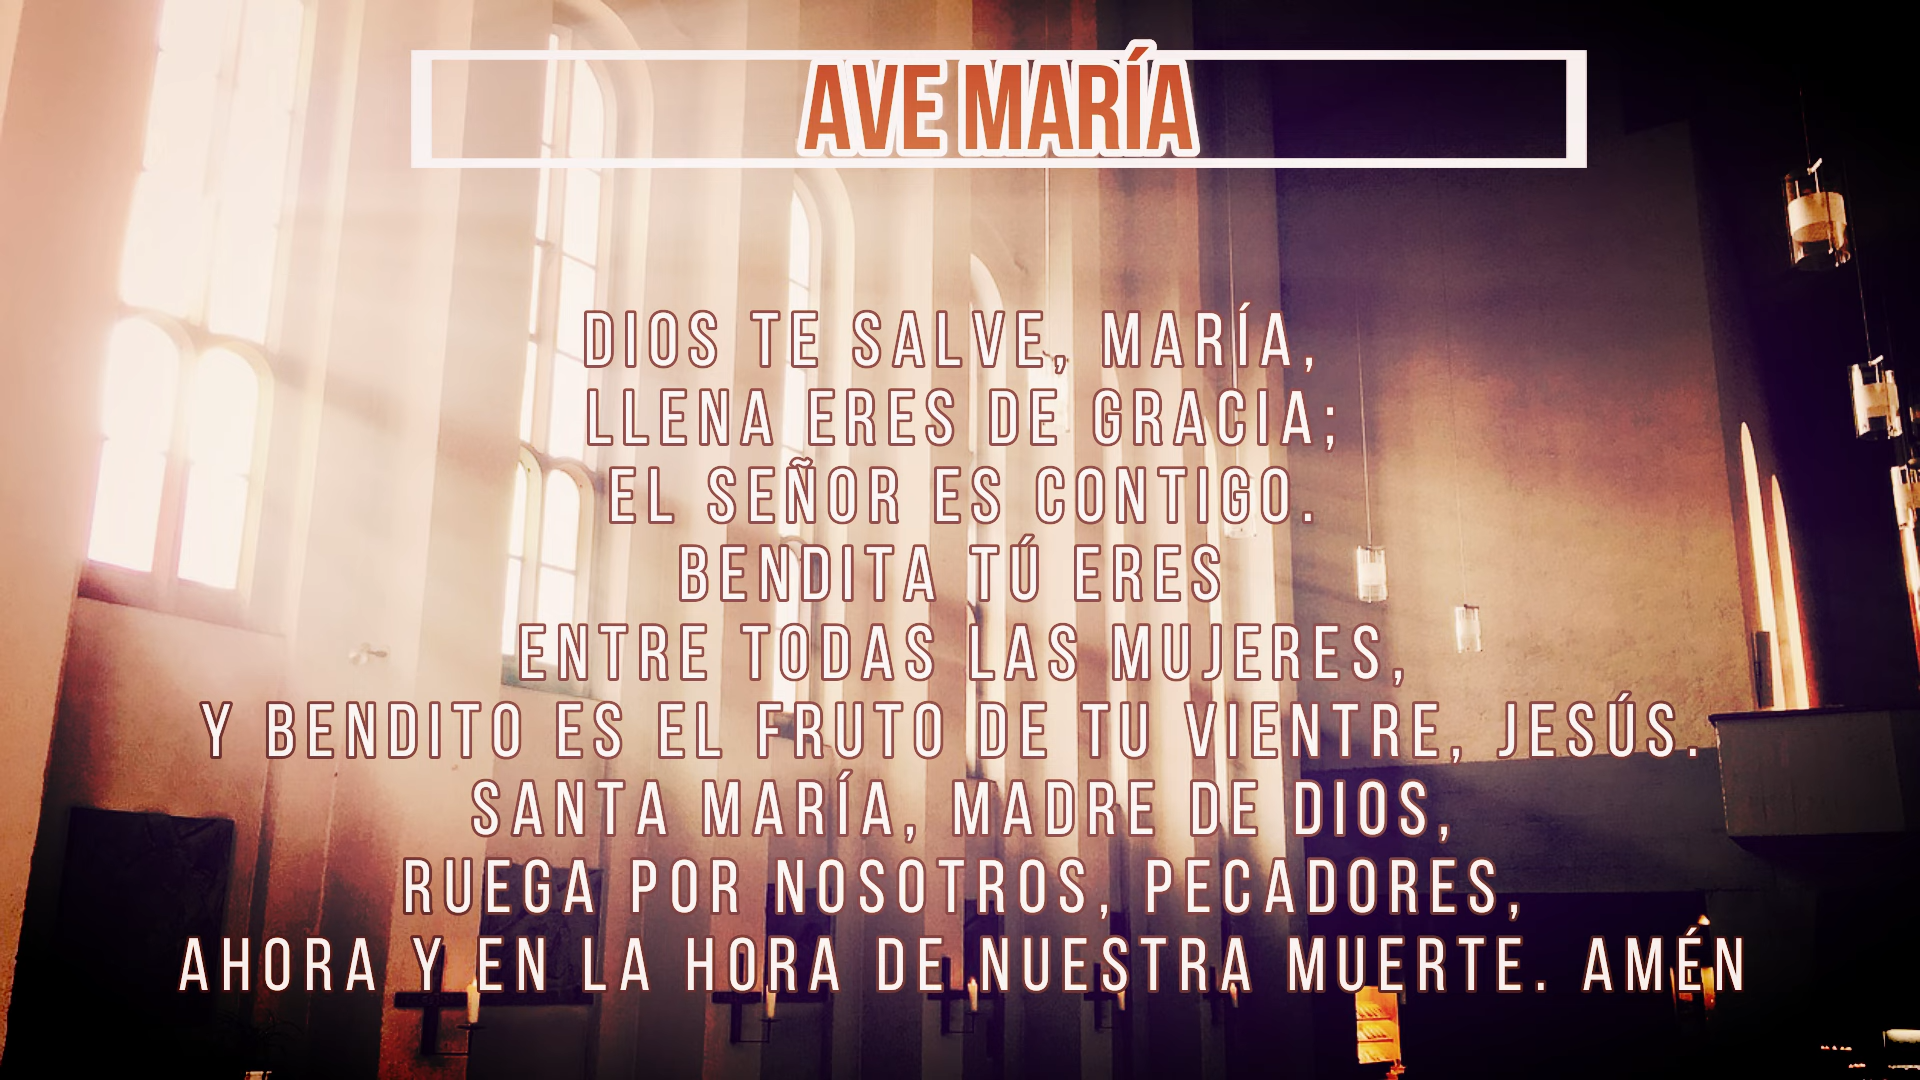 AVE MARÍA
DIOS TE SALVE, MARÍA,
LLENA ERES DE GRACIA;
EL SEÑOR ES CONTIGO.
BENDITA TÚ ERES
ENTRE TODAS LAS MUJERES,
Y BENDITO ES EL FRUTO DE TU VIENTRE, JESÚS.
SANTA MARÍA, MADRE DE DIOS,
RUEGA POR NOSOTROS, PECADORES,
AHORA Y EN LA HORA DE NUESTRA MUERTE. AMÉN